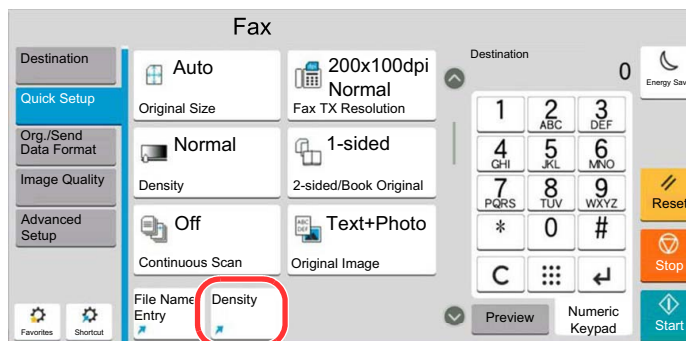 Fax
Destination
Quick Setup
Org./Send
Data Format
Image Quality
Advanced
Setup
Favorites
Shortcut
Auto
Original Size
200x100dpi
Normal
Fax TX Resolution
Normal
Density
1-sided
2-sided/Book Original
Off
Continuous Scan
ABC
DEF
Text+Photo
Original Image
File Name
Entry
Density
Destination
0
1
2
ABC
3
DEF
4
GHI
5
JKL
6
MNO
7
PQRS
8
TUV
9
WXYZ
*
0
#
C
Preview
Numeric
Keypad
Energy Sav
Reset
Stop
Start